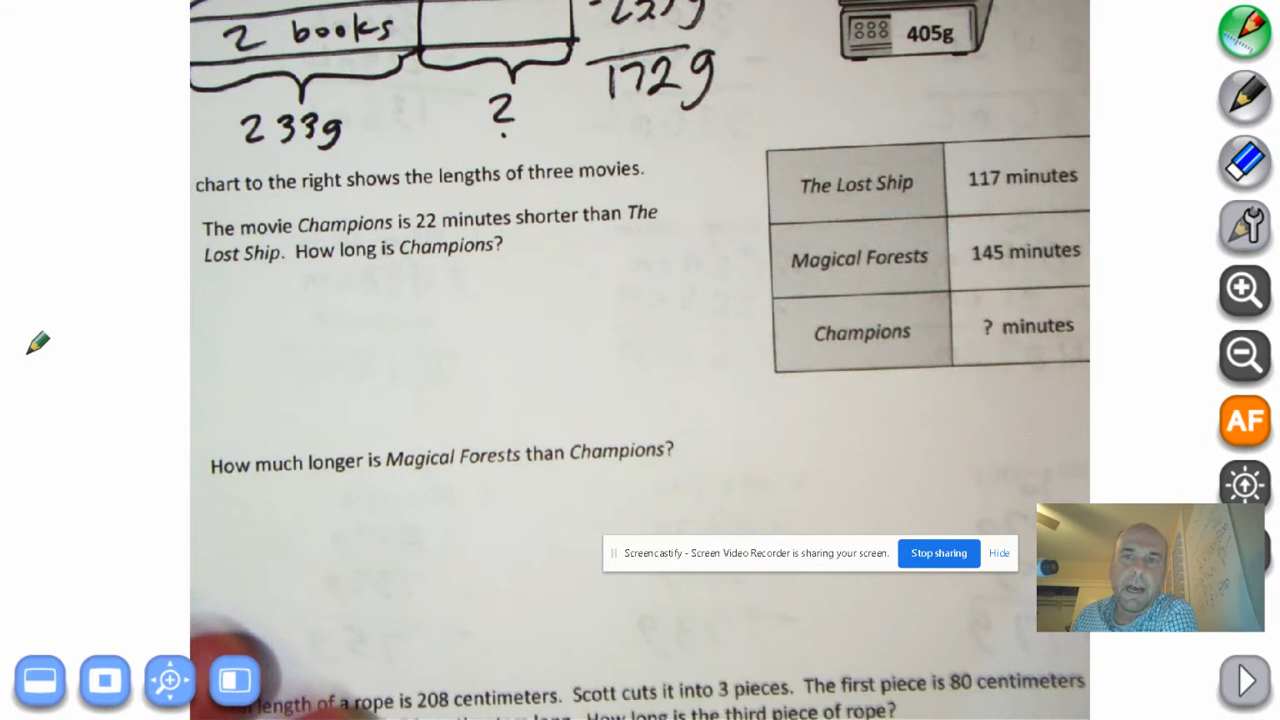 2 books
172g
405g
233g
?
chart to the right shows the lengths of three movies.
The movie Champions is 22 minutes shorter than The
Lost Ship. How long is Champions?
The Lost Ship 117 minutes
Magical Forests 145 minutes
Champions ? minutes
How much longer is Magical Forests than Champions?
Screencastify - Screen Video Recorder is sharing your screen. Stop sharing Hide
AF
length of a rope is 208 centimeters. Scott cuts it into 3 pieces. The first piece is 80 centimeters
How long is the third piece of rope?